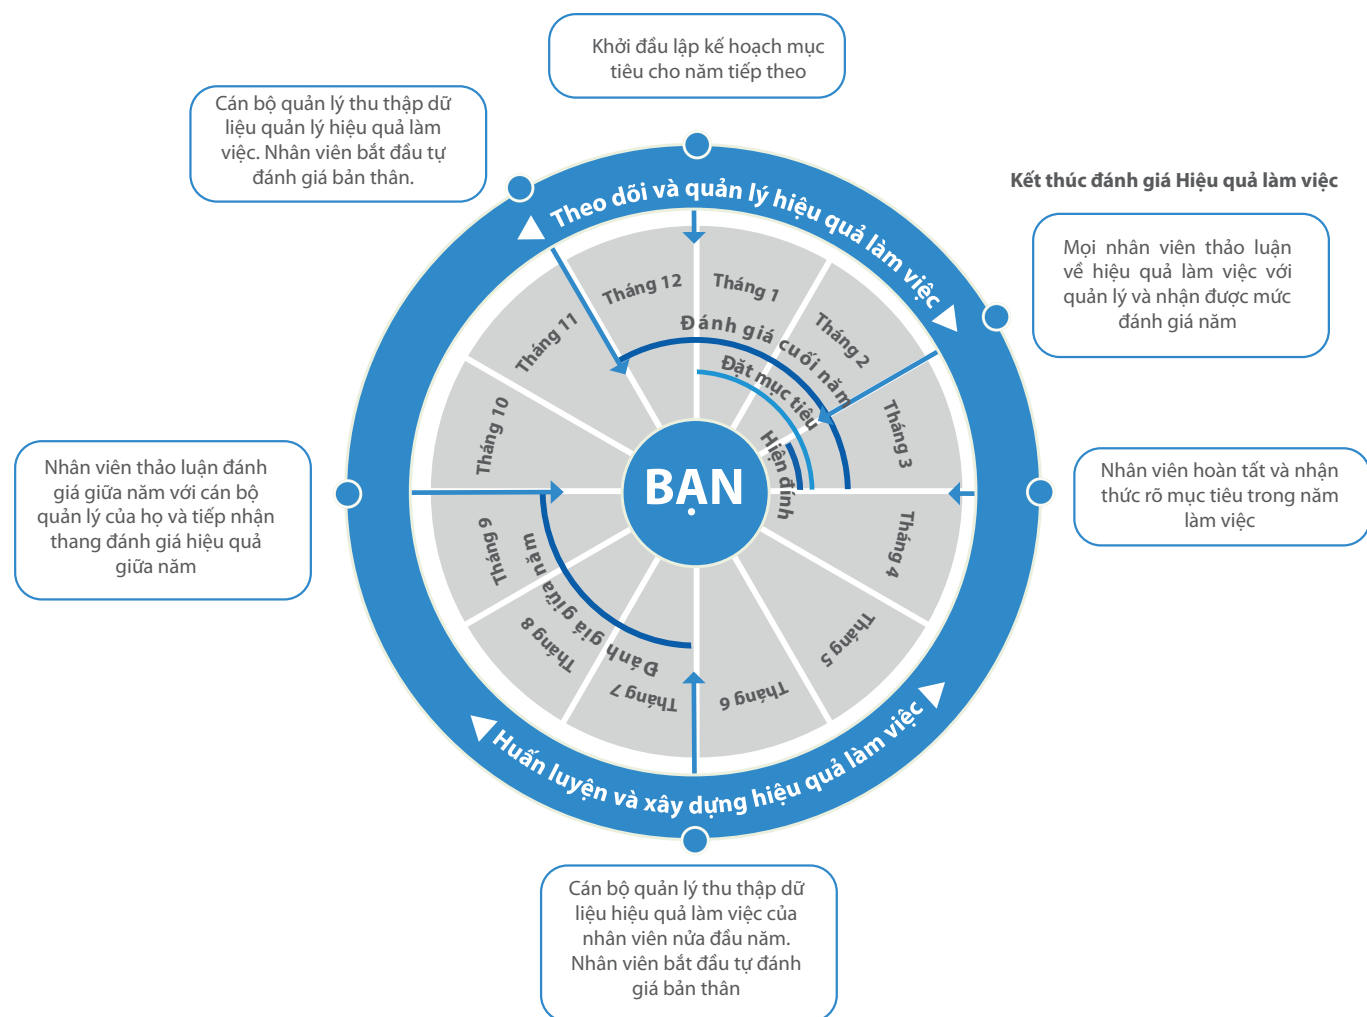 Khởi đầu lập kế hoạch mục
tiêu cho năm tiếp theo
Cán bộ quản lý thu thập dữ
liệu quản lý hiệu quả làm
việc. Nhân viên bắt đầu tự
đánh giá bản thân.
Kết thúc đánh giá Hiệu quả làm việc
Mọi nhân viên thảo luận
về hiệu quả làm việc với
quản lý và nhận được mức
đánh giá năm
Theo dõi và quản lý hiệu quả làm việc
Tháng 1
Tháng 2
Tháng 3
Tháng 4
Tháng 5
Tháng 6
Tháng 7
Tháng 8
Tháng 9
Tháng 10
Tháng 11
Tháng 12
Đánh giá cuối năm
Đặt mục tiêu
Hiện đính
BẠN
Đánh giá giữa năm
Nhân viên thảo luận đánh
giá giữa năm với cán bộ
quản lý của họ và tiếp nhận
thang đánh giá hiệu quả
giữa năm
Nhân viên hoàn tất và nhận
thức rõ mục tiêu trong năm
làm việc
Huấn luyện và xây dựng hiệu quả làm việc
Cán bộ quản lý thu thập dữ
liệu hiệu quả làm việc của
nhân viên nửa đầu năm.
Nhân viên bắt đầu tự đánh
giá bản thân